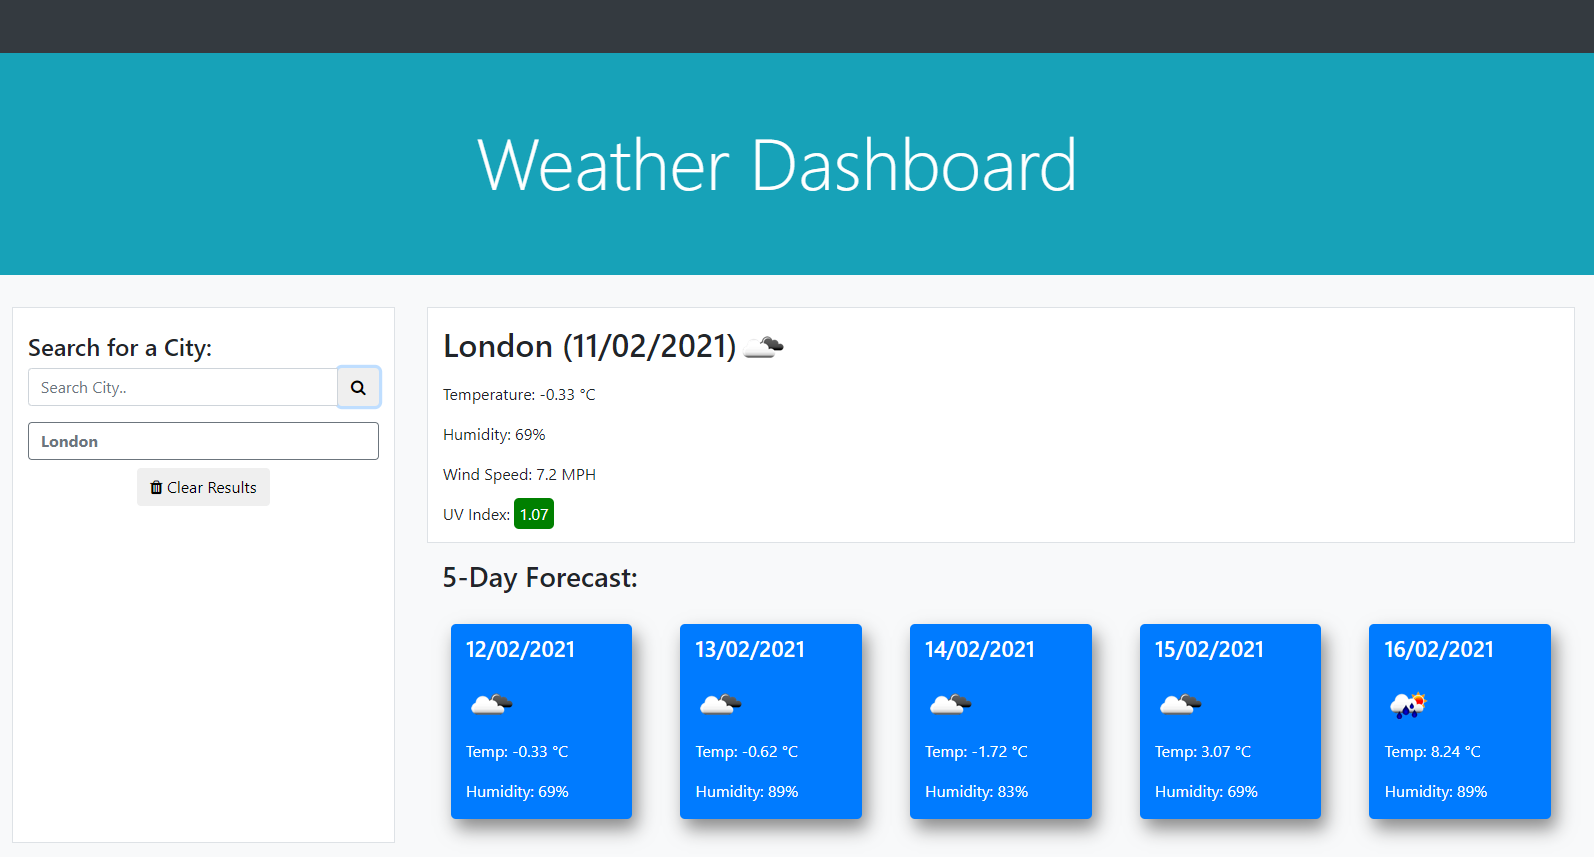 Weather Dashboard
Search for a City:
Search City..
London
Clear Results
London (11/02/2021)
Temperature: -0.33 °C
Humidity: 69%
Wind Speed: 7.2 MPH
UV Index: 1.07
5-Day Forecast:
12/02/2021
Temp: -0.33 °C
Humidity: 69%
13/02/2021
Temp: -0.62 °C
Humidity: 89%
14/02/2021
Temp: -1.72 °C
Humidity: 83%
15/02/2021
Temp: 3.07 °C
Humidity: 69%
16/02/2021
Temp: 8.24 °C
Humidity: 89%